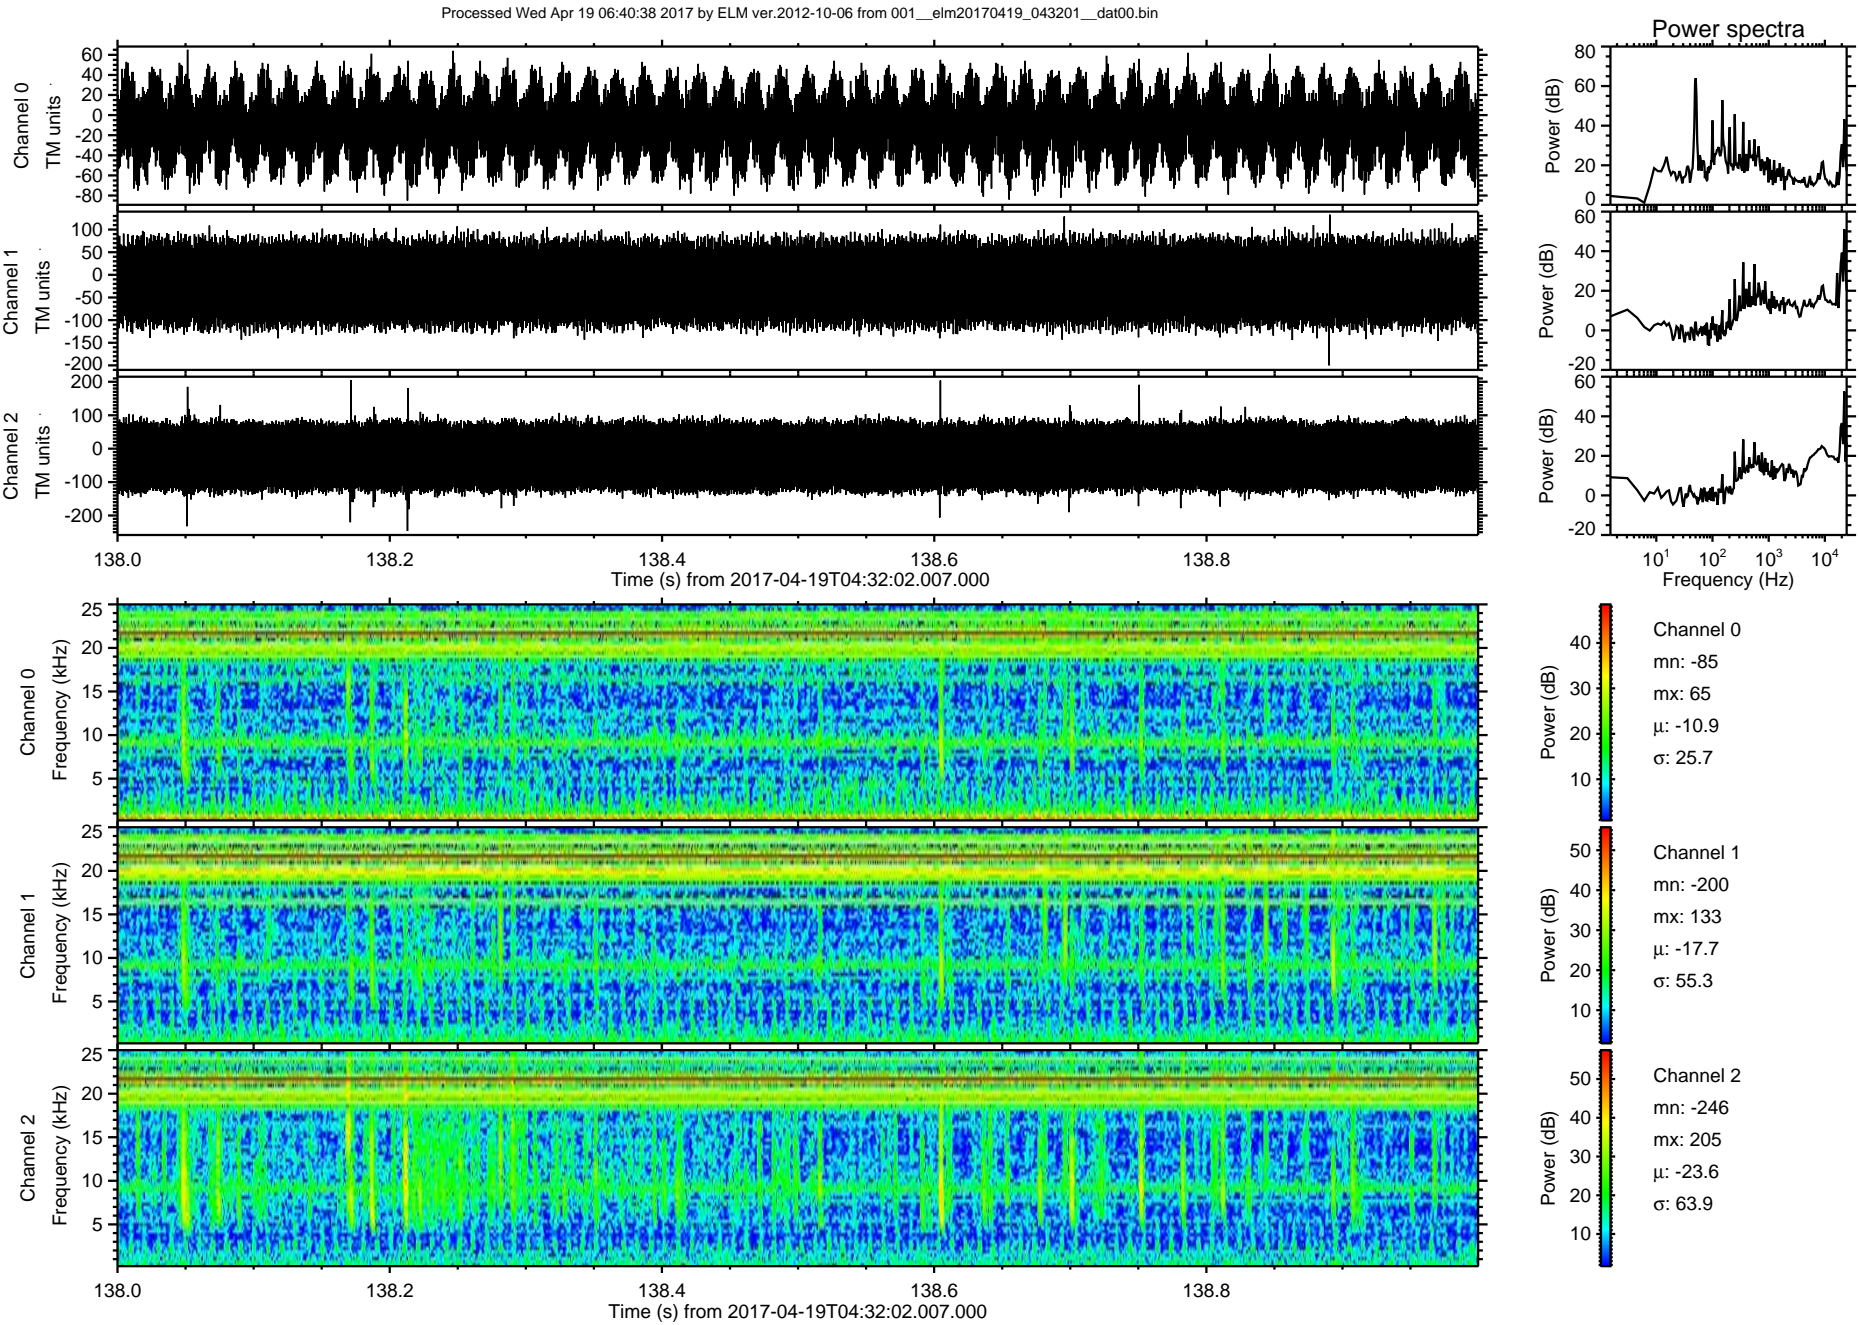 Processed Wed Apr 19 06:40:38 2017 by ELM ver.2012-10-06 from 001__elm20170419_043201__dat00.bin
Power spectra
Channel 0
TM units
60
40
20
0
-20
-40
-60
-80
Power (dB)
80
60
40
20
0
Channel 1
TM units
100
50
0
-50
-100
-150
-200
Power (dB)
60
40
20
0
-20
Channel 2
TM units
200
100
0
-100
-200
Power (dB)
60
40
20
0
-20
138.0 138.2 138.4 138.6 138.8
Time (s) from 2017-04-19T04:32:02.007.000
10¹ 10² 10³ 10⁴
Frequency (Hz)
Channel 0
Frequency (kHz)
25
20
15
10
5
Power (dB)
40
30
20
10
Channel 0
mn: -85
mx: 65
µ: -10.9
σ: 25.7
Channel 1
Frequency (kHz)
25
20
15
10
5
Power (dB)
50
40
30
20
10
Channel 1
mn: -200
mx: 133
µ: -17.7
σ: 55.3
Channel 2
Frequency (kHz)
25
20
15
10
5
Power (dB)
50
40
30
20
10
Channel 2
mn: -246
mx: 205
µ: -23.6
σ: 63.9
138.0 138.2 138.4 138.6 138.8
Time (s) from 2017-04-19T04:32:02.007.000